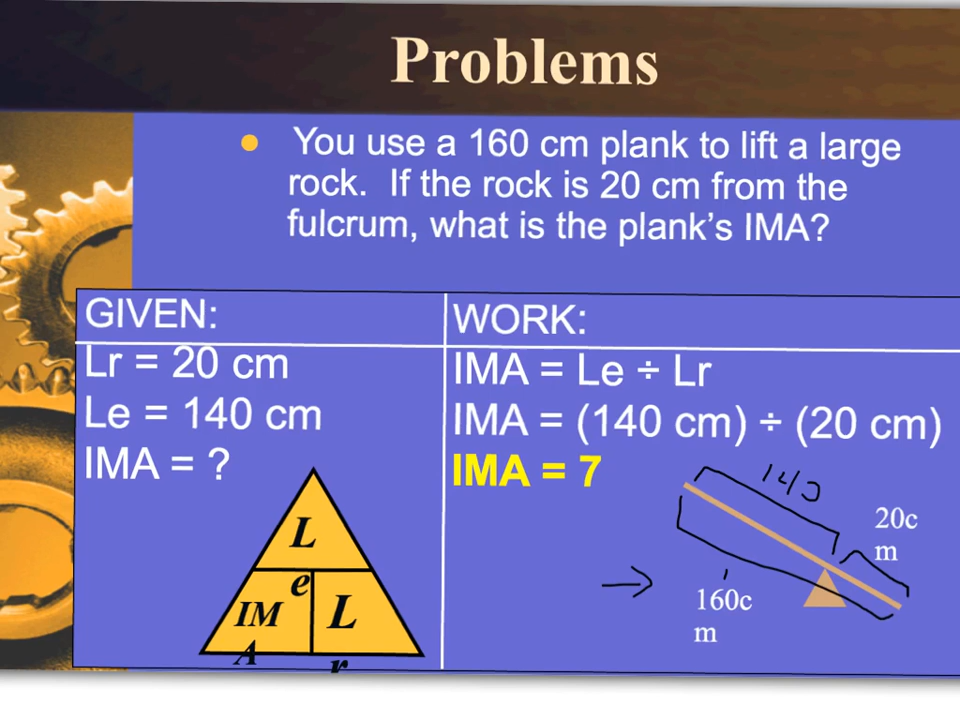 Problems
You use a 160 cm plank to lift a large
rock. If the rock is 20 cm from the
fulcrum, what is the plank's IMA?
GIVEN:
Lr = 20 cm
Le = 140 cm
IMA = ?
L
e
IM
A
L
r
WORK:
IMA = Le ÷ Lr
IMA = (140 cm) ÷ (20 cm)
IMA = 7
140
20c
m
160c
m